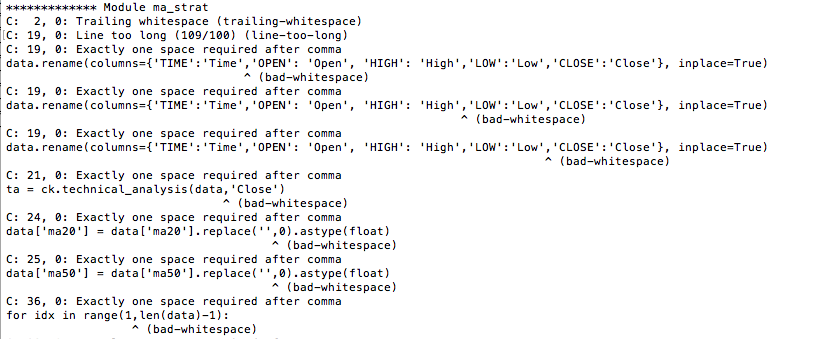 ************* Module ma_strat
C:  2, 0: Trailing whitespace (trailing-whitespace)
C: 19, 0: Line too long (109/100) (line-too-long)
C: 19, 0: Exactly one space required after comma
data.rename(columns={'TIME':'Time','OPEN': 'Open', 'HIGH': 'High','LOW':'Low','CLOSE':'Close'}, inplace=True)
^ (bad-whitespace)
C: 19, 0: Exactly one space required after comma
data.rename(columns={'TIME':'Time','OPEN': 'Open', 'HIGH': 'High','LOW':'Low','CLOSE':'Close'}, inplace=True)
^ (bad-whitespace)
C: 19, 0: Exactly one space required after comma
data.rename(columns={'TIME':'Time','OPEN': 'Open', 'HIGH': 'High','LOW':'Low','CLOSE':'Close'}, inplace=True)
^ (bad-whitespace)
C: 21, 0: Exactly one space required after comma
ta = ck.technical_analysis(data,'Close')
^ (bad-whitespace)
C: 24, 0: Exactly one space required after comma
data['ma20'] = data['ma20'].replace('',0).astype(float)
^ (bad-whitespace)
C: 25, 0: Exactly one space required after comma
data['ma50'] = data['ma50'].replace('',0).astype(float)
^ (bad-whitespace)
C: 36, 0: Exactly one space required after comma
for idx in range(1,len(data)-1):
^ (bad-whitespace)